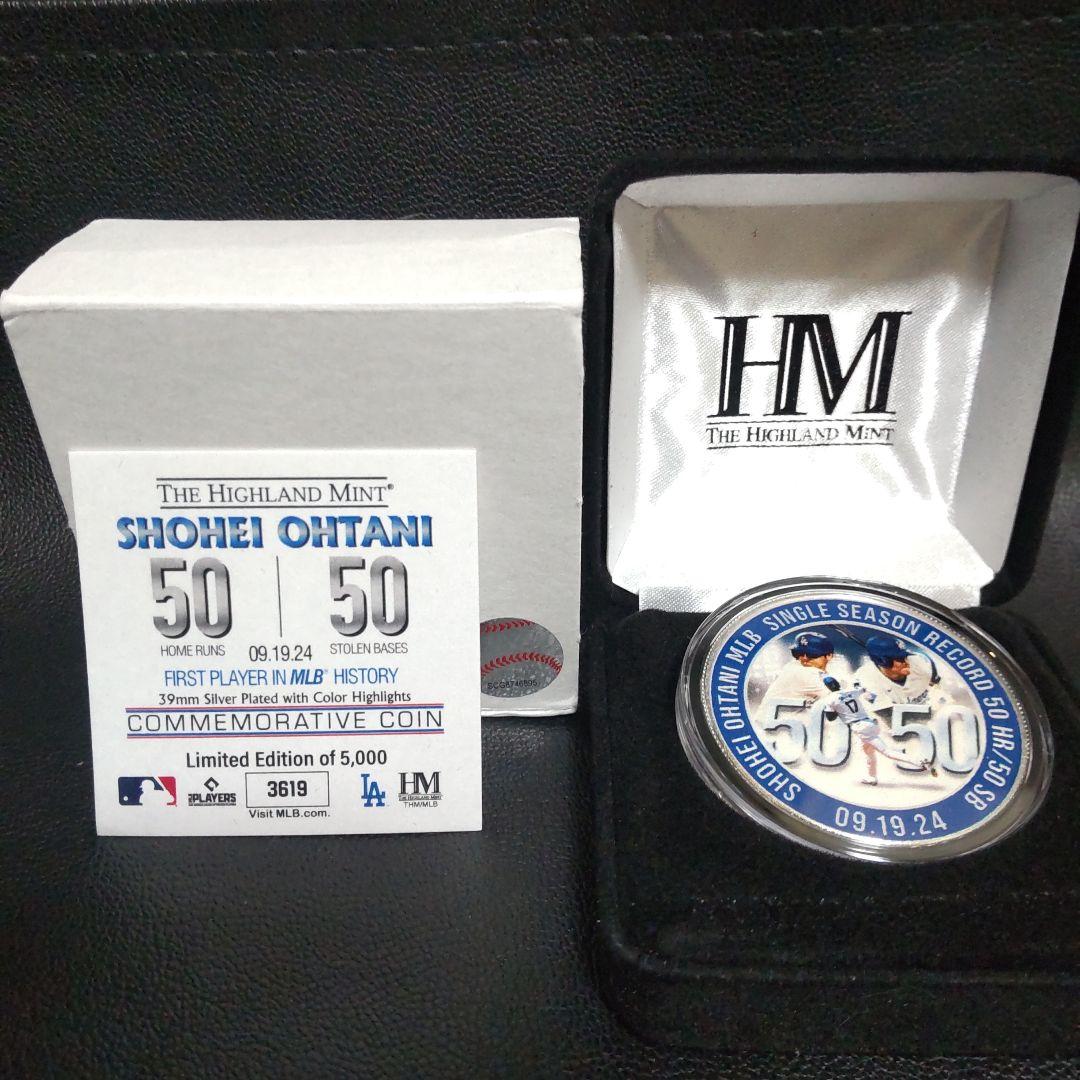 THE HIGHLAND MINT®
SHOHEI OHTANI
50 50
HOME RUNS 09.19.24 STOLEN BASES
FIRST PLAYER IN MLB® HISTORY
39mm Silver Plated with Color Highlights
COMMEMORATIVE COIN
Limited Edition of 5,000
PLAYERS 3619 LA HM
THE HIGHLAND MINT
THM/MLB
Visit MLB.com.
HM
THE HIGHLAND MINT
SHOHEI OHTANI MLB SINGLE SEASON RECORD 50 HR/50 SB
50 50
17
09.19.24